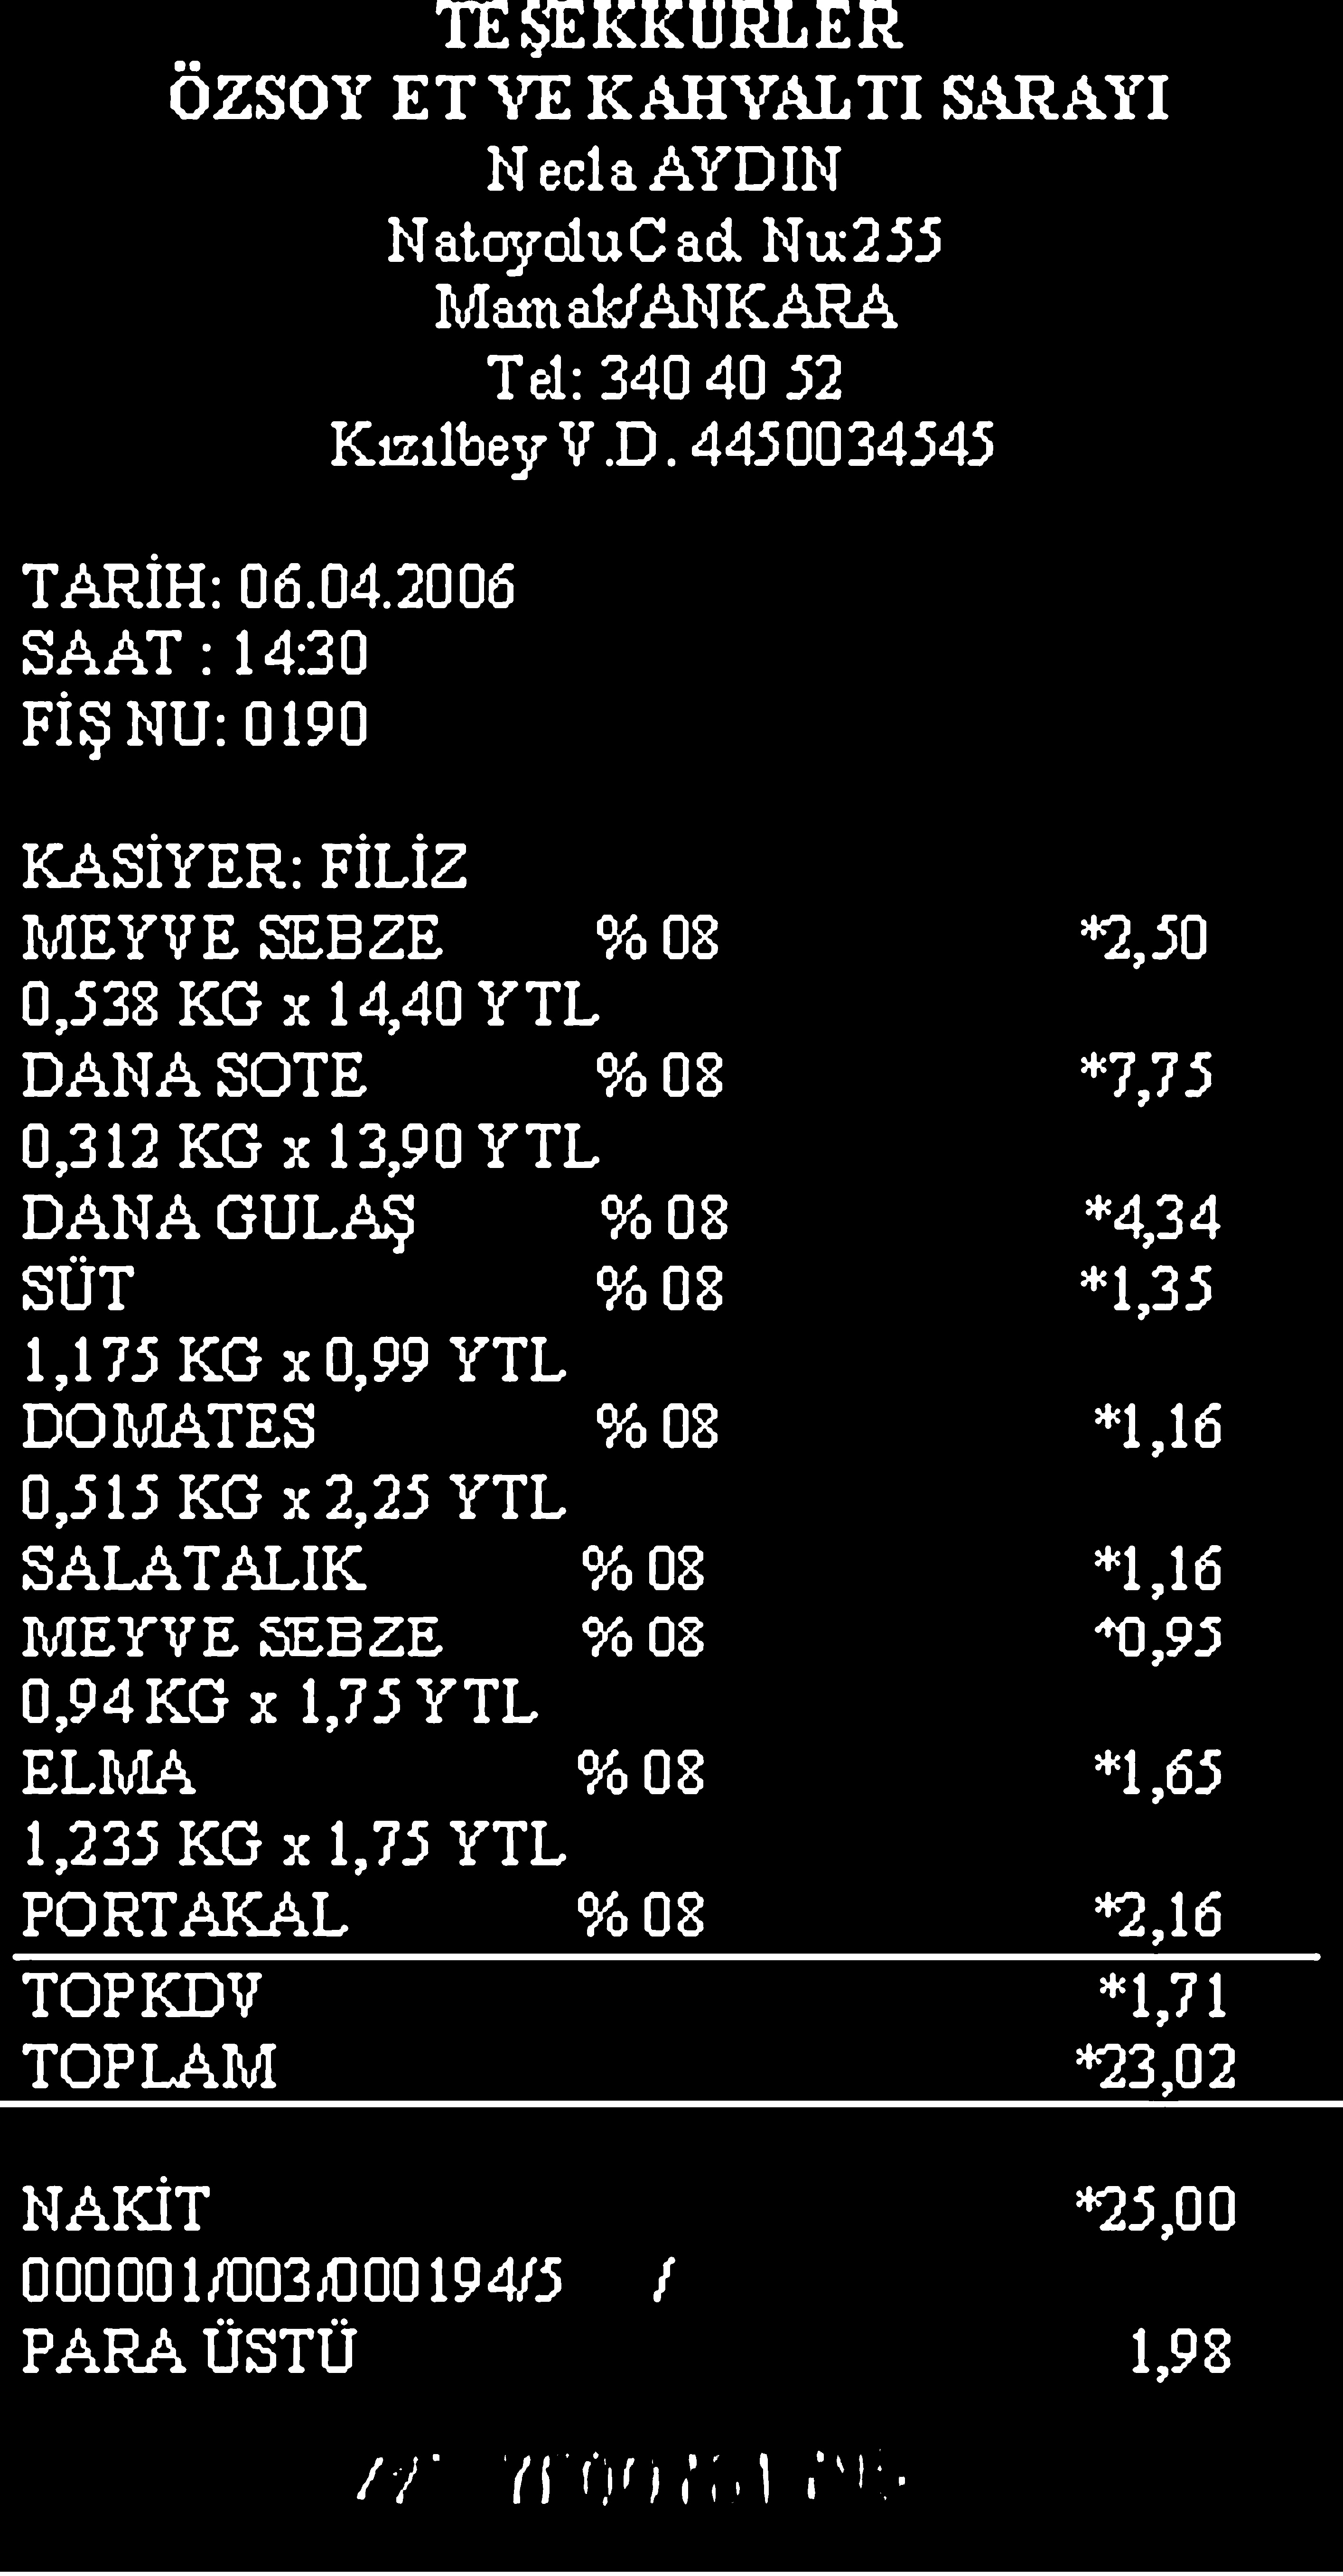 TEŞEKKÜRLER
ÖZSOY ET VE KAHVALTI SARAYI
Necla AYDIN
Natoyolu Cad. Nu:255
Mamak/ANKARA
Tel: 340 40 52
Kızılbey V.D. 4450034545
TARİH: 06.04.2006
SAAT : 14:30
FİŞ NU: 0190
KASİYER: FİLİZ
MEYVE SEBZE % 08 *2,50
0,538 KG x 14,40 YTL
DANA SOTE % 08 *7,75
0,312 KG x 13,90 YTL
DANA GULAŞ % 08 *4,34
SÜT % 08 *1,35
1,175 KG x 0,99 YTL
DOMATES % 08 *1,16
0,515 KG x 2,25 YTL
SALATALIK % 08 *1,16
MEYVE SEBZE % 08 *0,95
0,94 KG x 1,75 YTL
ELMA % 08 *1,65
1,235 KG x 1,75 YTL
PORTAKAL % 08 *2,16
TOPKDV *1,71
TOPLAM *23,02
NAKİT *25,00
000001/003/000194/5 /
PARA ÜSTÜ 1,98